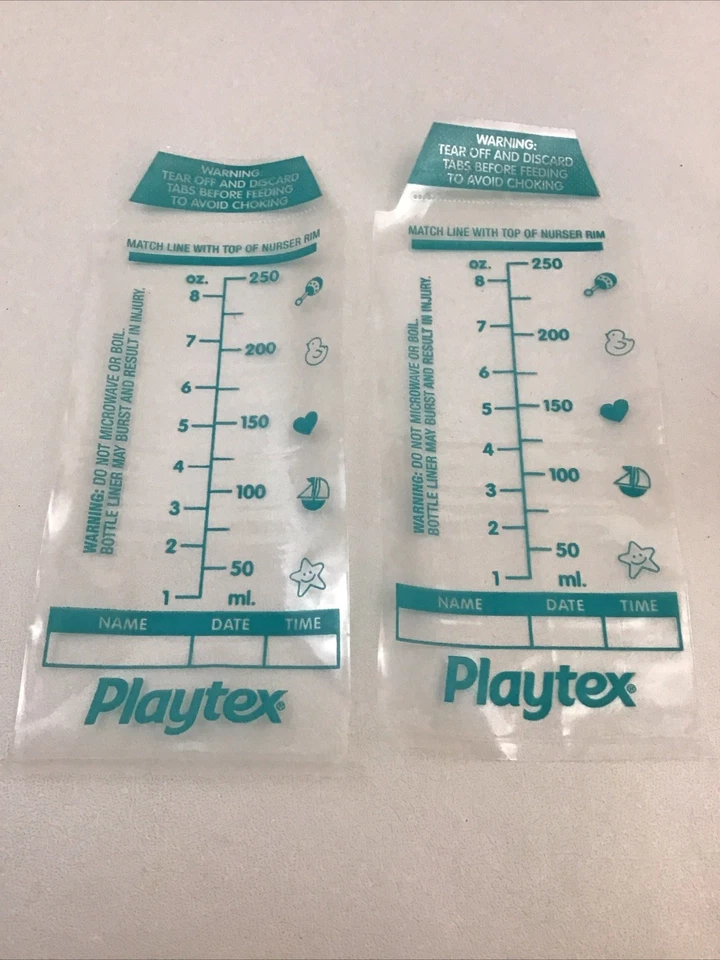 WARNING:
TEAR OFF AND DISCARD
TABS BEFORE FEEDING
TO AVOID CHOKING
MATCH LINE WITH TOP OF NURSER RIM
oz.
250
8
7
200
6
5
150
4
100
3
2
50
1
ml.
WARNING: DO NOT MICROWAVE OR BOIL.
BOTTLE LINER MAY BURST AND RESULT IN INJURY.
NAME DATE TIME
Playtex®
WARNING:
TEAR OFF AND DISCARD
TABS BEFORE FEEDING
TO AVOID CHOKING
MATCH LINE WITH TOP OF NURSER RIM
oz.
250
8
7
200
6
5
150
4
100
3
2
50
1
ml.
WARNING: DO NOT MICROWAVE OR BOIL.
BOTTLE LINER MAY BURST AND RESULT IN INJURY.
NAME DATE TIME
Playtex®